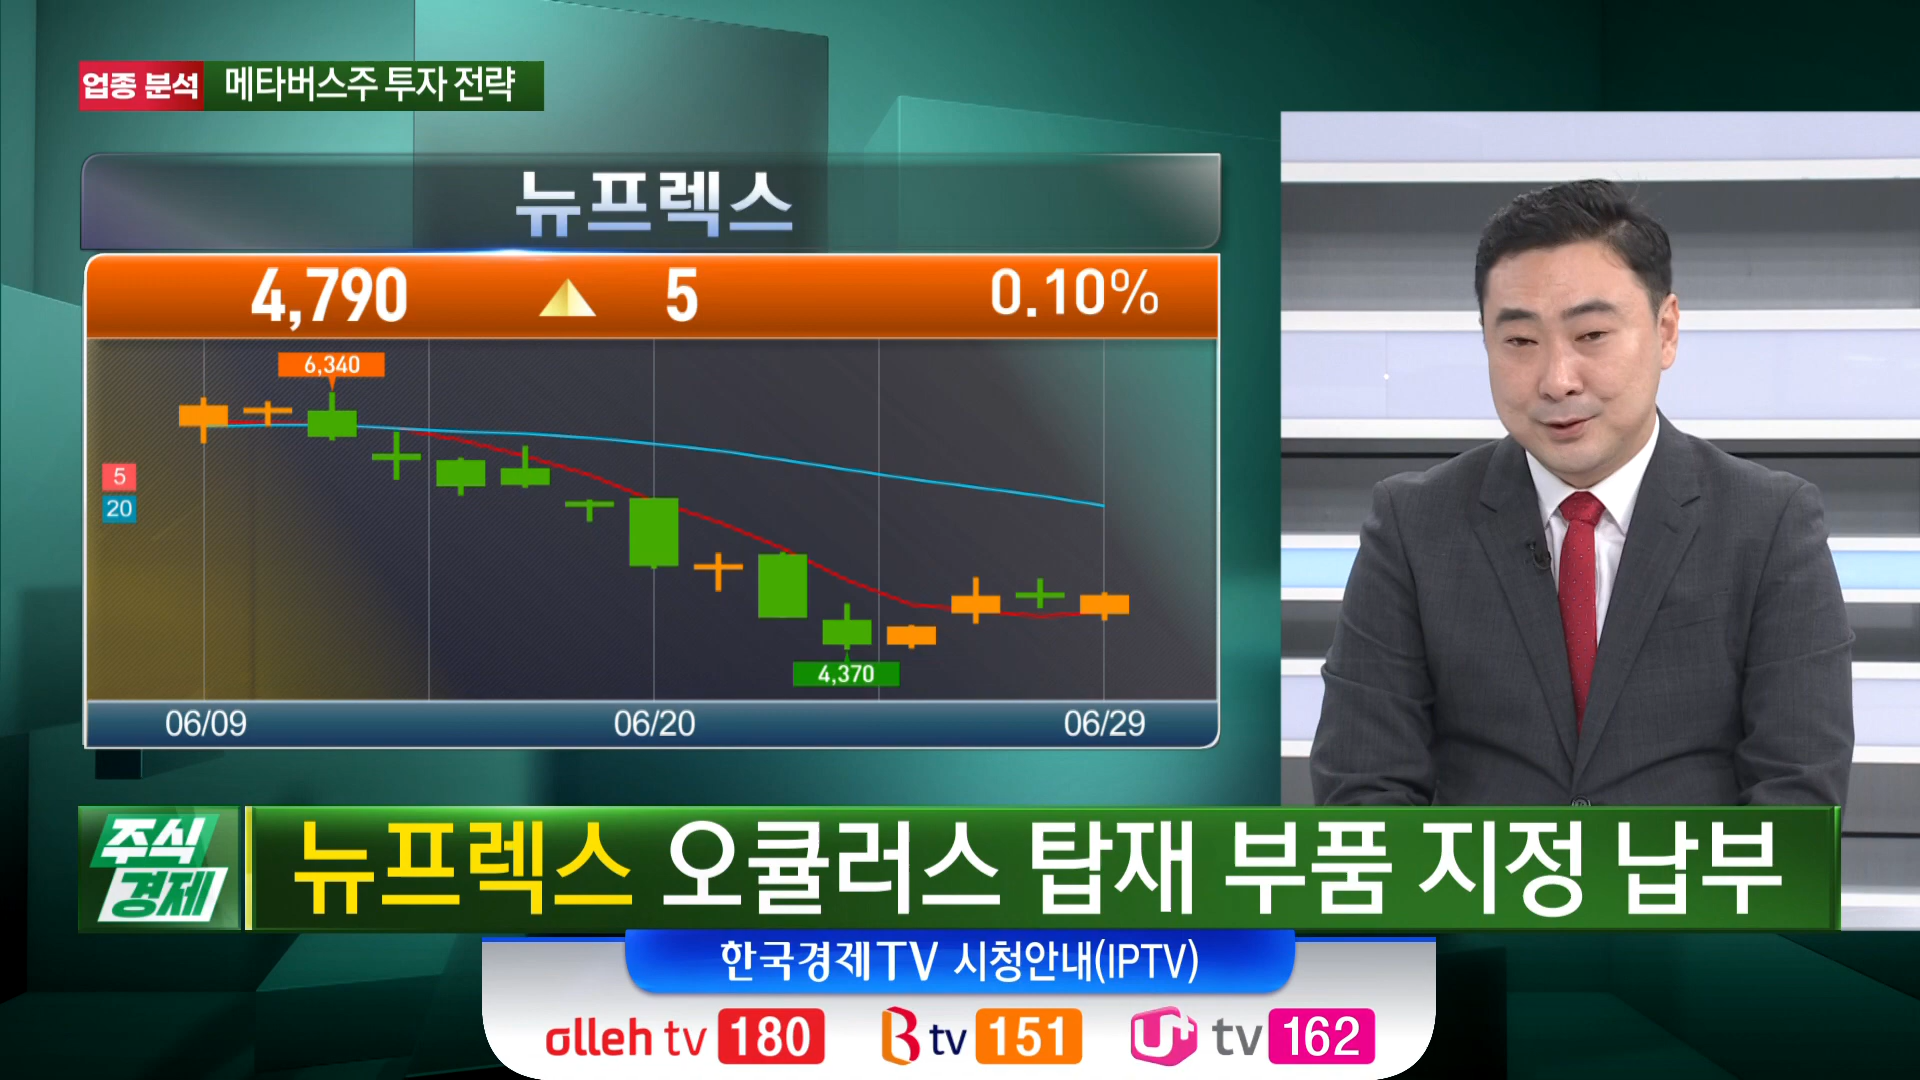 업종 분석 메타버스주 투자 전략
뉴프렉스
4,790 ▲ 5 0.10%
6,340
5
20
4,370
06/09 06/20 06/29
주식
경제
뉴프렉스 오큘러스 탑재 부품 지정 납부
한국경제TV 시청안내(IPTV)
olleh tv 180 B tv 151 U+ tv 162